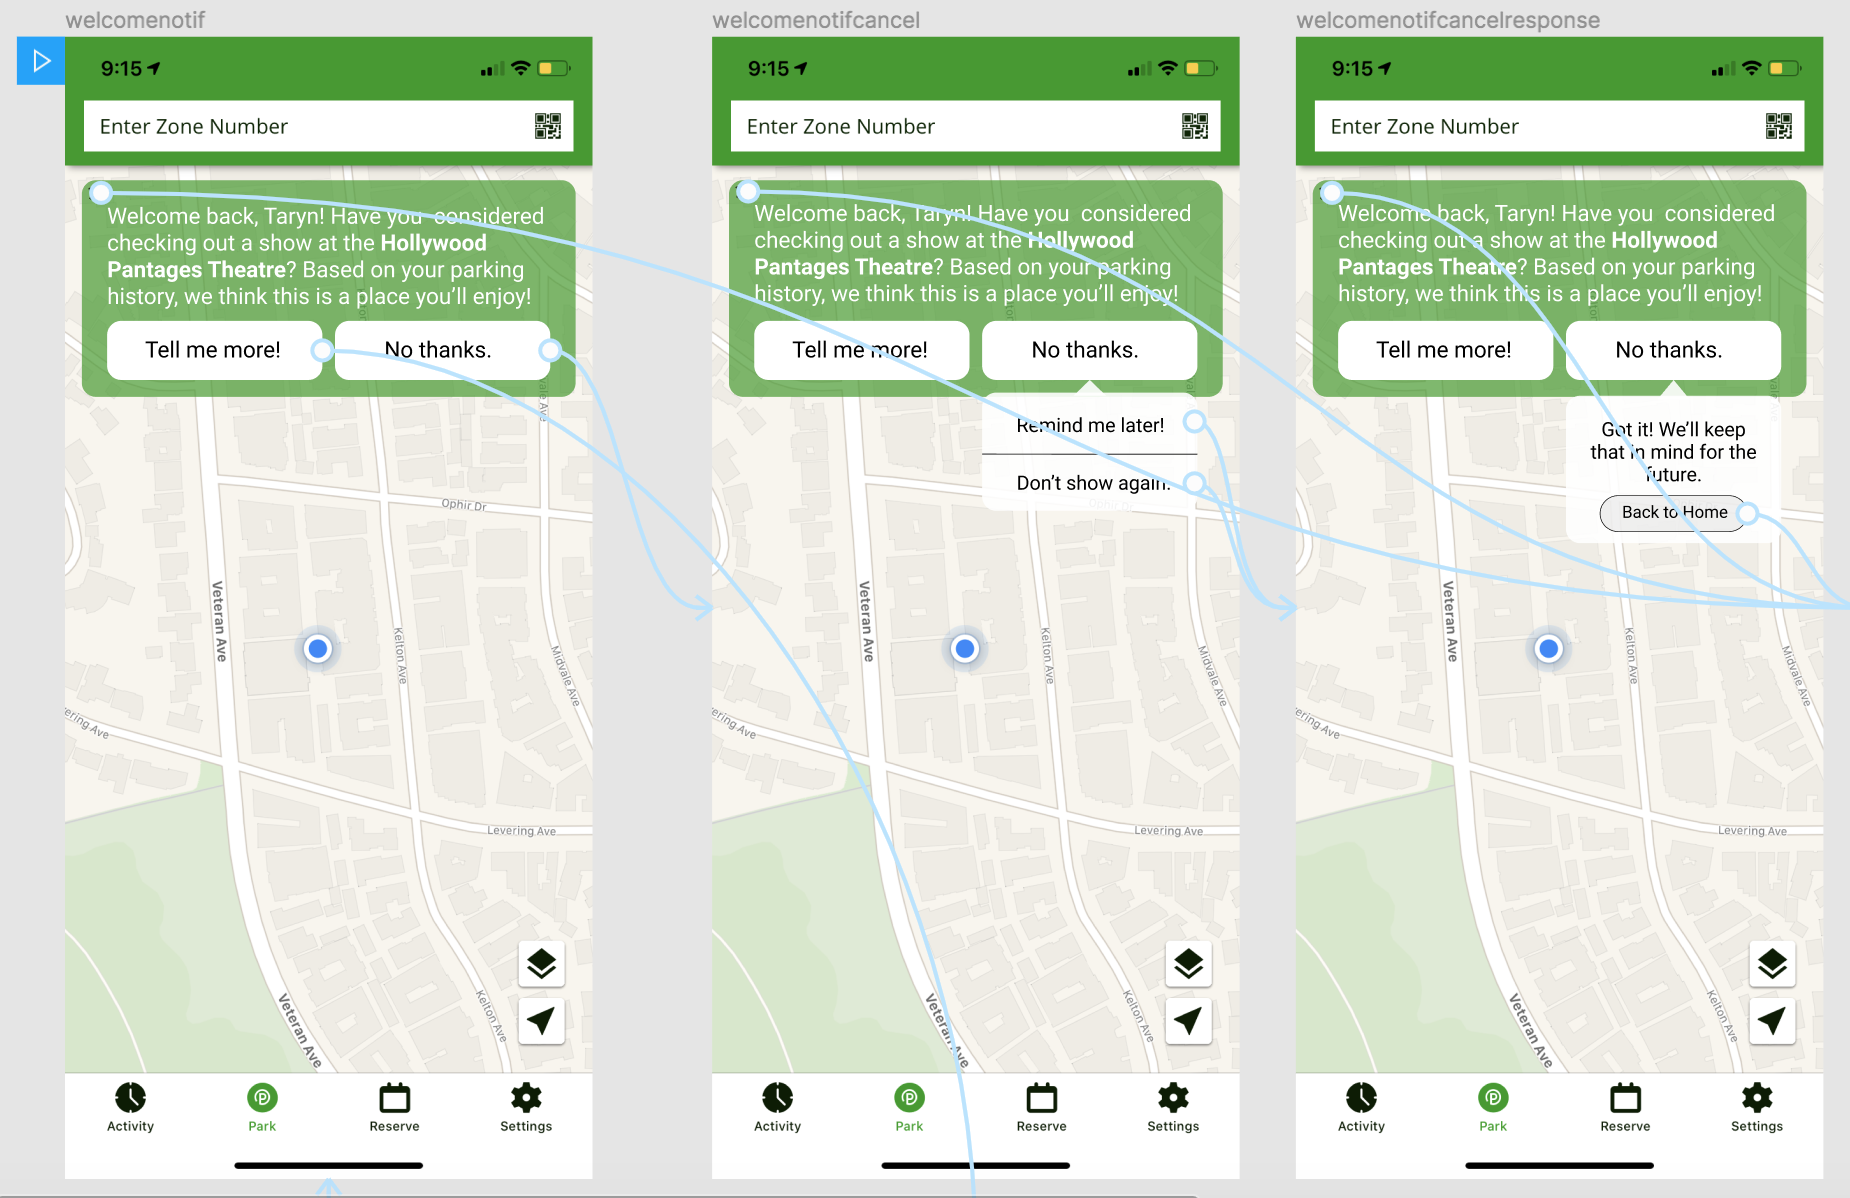 welcomenotif
9:15
Enter Zone Number
Welcome back, Taryn! Have you  considered
checking out a show at the Hollywood
Pantages Theatre? Based on your parking
history, we think this is a place you’ll enjoy!
Tell me more!
No thanks.
Ophir Dr
Veteran Ave
Kelton Ave
Midvale Ave
Levering Ave
Veteran Ave
Kelton Ave
Activity
Park
Reserve
Settings
welcomenotifcancel
9:15
Enter Zone Number
Welcome back, Taryn! Have you  considered
checking out a show at the Hollywood
Pantages Theatre? Based on your parking
history, we think this is a place you’ll enjoy!
Tell me more!
No thanks.
Remind me later!
Don’t show again.
Ophir Dr
Veteran Ave
Kelton Ave
Midvale Ave
Levering Ave
Veteran Ave
Kelton Ave
Activity
Park
Reserve
Settings
welcomenotifcancelresponse
9:15
Enter Zone Number
Welcome back, Taryn! Have you  considered
checking out a show at the Hollywood
Pantages Theatre? Based on your parking
history, we think this is a place you’ll enjoy!
Tell me more!
No thanks.
Got it! We’ll keep
that in mind for the
future.
Back to Home
Veteran Ave
Kelton Ave
Midvale Ave
Levering Ave
Veteran Ave
Kelton Ave
Activity
Park
Reserve
Settings